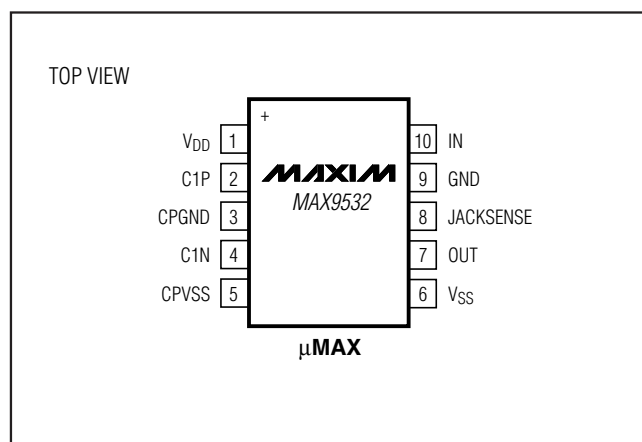 TOP VIEW
+
VDD 1
C1P 2
CPGND 3
C1N 4
CPVSS 5
MAXIM
MAX9532
10 IN
9 GND
8 JACKSENSE
7 OUT
6 VSS
μMAX